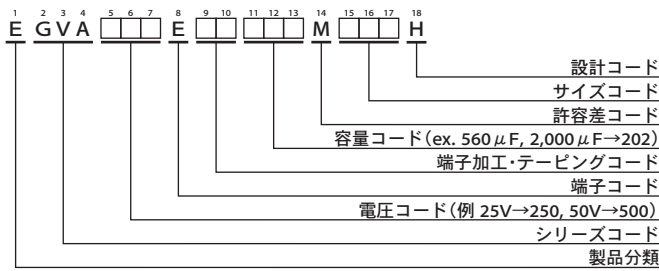 1 2 3 4 5 6 7 8 9 10 11 12 13 14 15 16 17 18
E G V A □□□ E □□ □□□ M □□□ H
設計コード
サイズコード
許容差コード
容量コード（ex. 560μF, 2,000μF→202）
端子加工・テーピングコード
端子コード
電圧コード（例 25V→250, 50V→500）
シリーズコード
製品分類